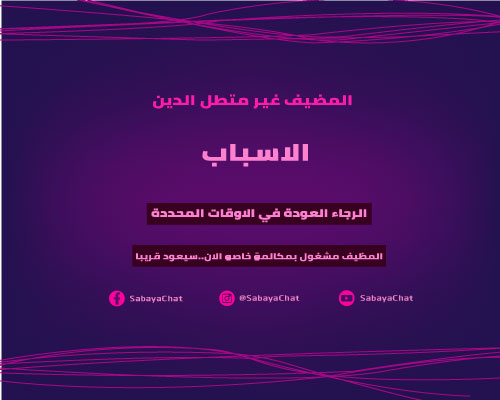 المضيف غير متطل الدين
الاسباب
الرجاء العودة في الاوقات المحددة
المظيف مشغول بمكالمة خاصة الان..سيعود قريبا
SabayaChat @SabayaChat SabayaChat